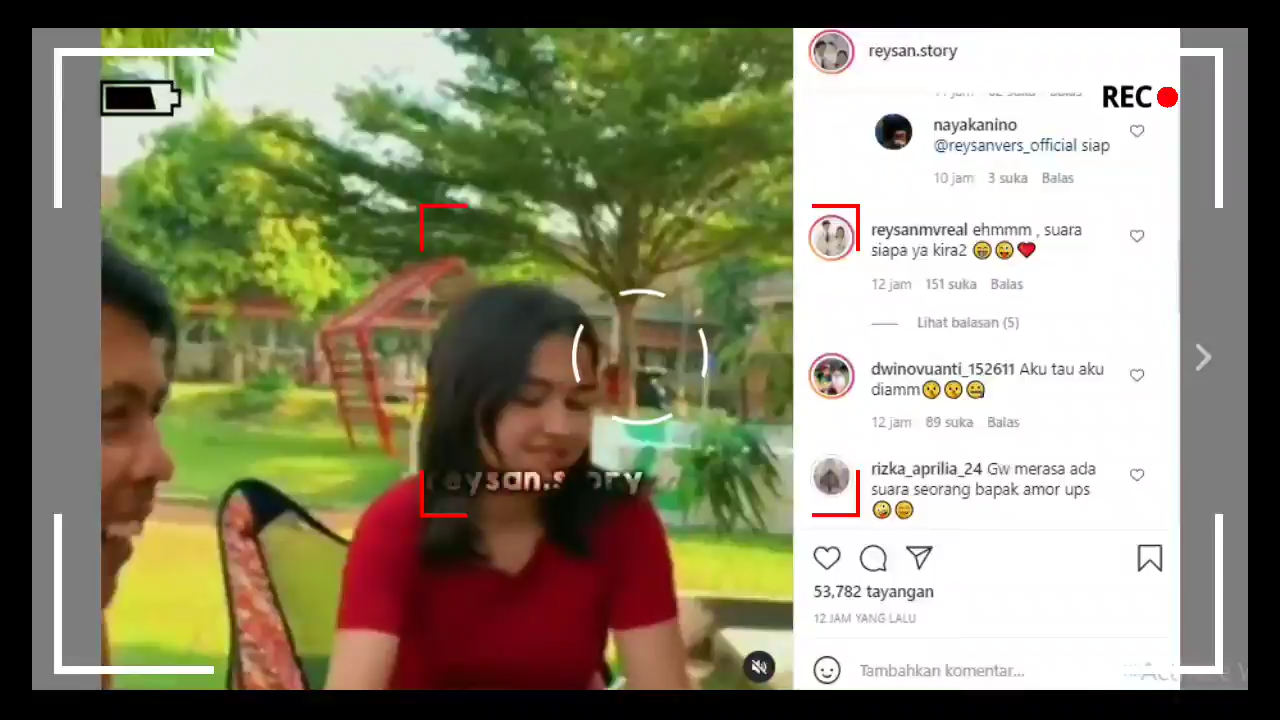 reysan.story
REC
nayakanino
@reysanvers_official siap
10 jam 3 suka Balas
reysanmvreal ehmmm , suara
siapa ya kira2 😁😜❤️
12 jam 151 suka Balas
Lihat balasan (5)
dwinovuanti_152611 Aku tau aku
diamm🤫🤫🤐
12 jam 89 suka Balas
rizka_aprilia_24 Gw merasa ada
suara seorang bapak amor ups
🤪😑
reysan.story
53,782 tayangan
12 JAM YANG LALU
Tambahkan komentar...